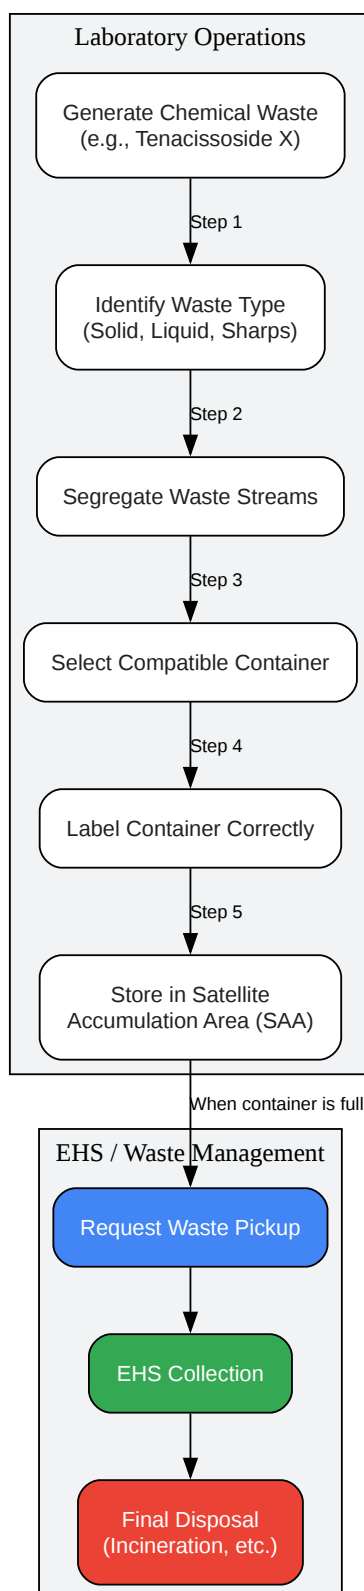 Laboratory Operations
Generate Chemical Waste
(e.g., Tenacissoside X)
Step 1
Identify Waste Type
(Solid, Liquid, Sharps)
Step 2
Segregate Waste Streams
Step 3
Select Compatible Container
Step 4
Label Container Correctly
Step 5
Store in Satellite
Accumulation Area (SAA)
When container is full
EHS / Waste Management
Request Waste Pickup
EHS Collection
Final Disposal
(Incineration, etc.)